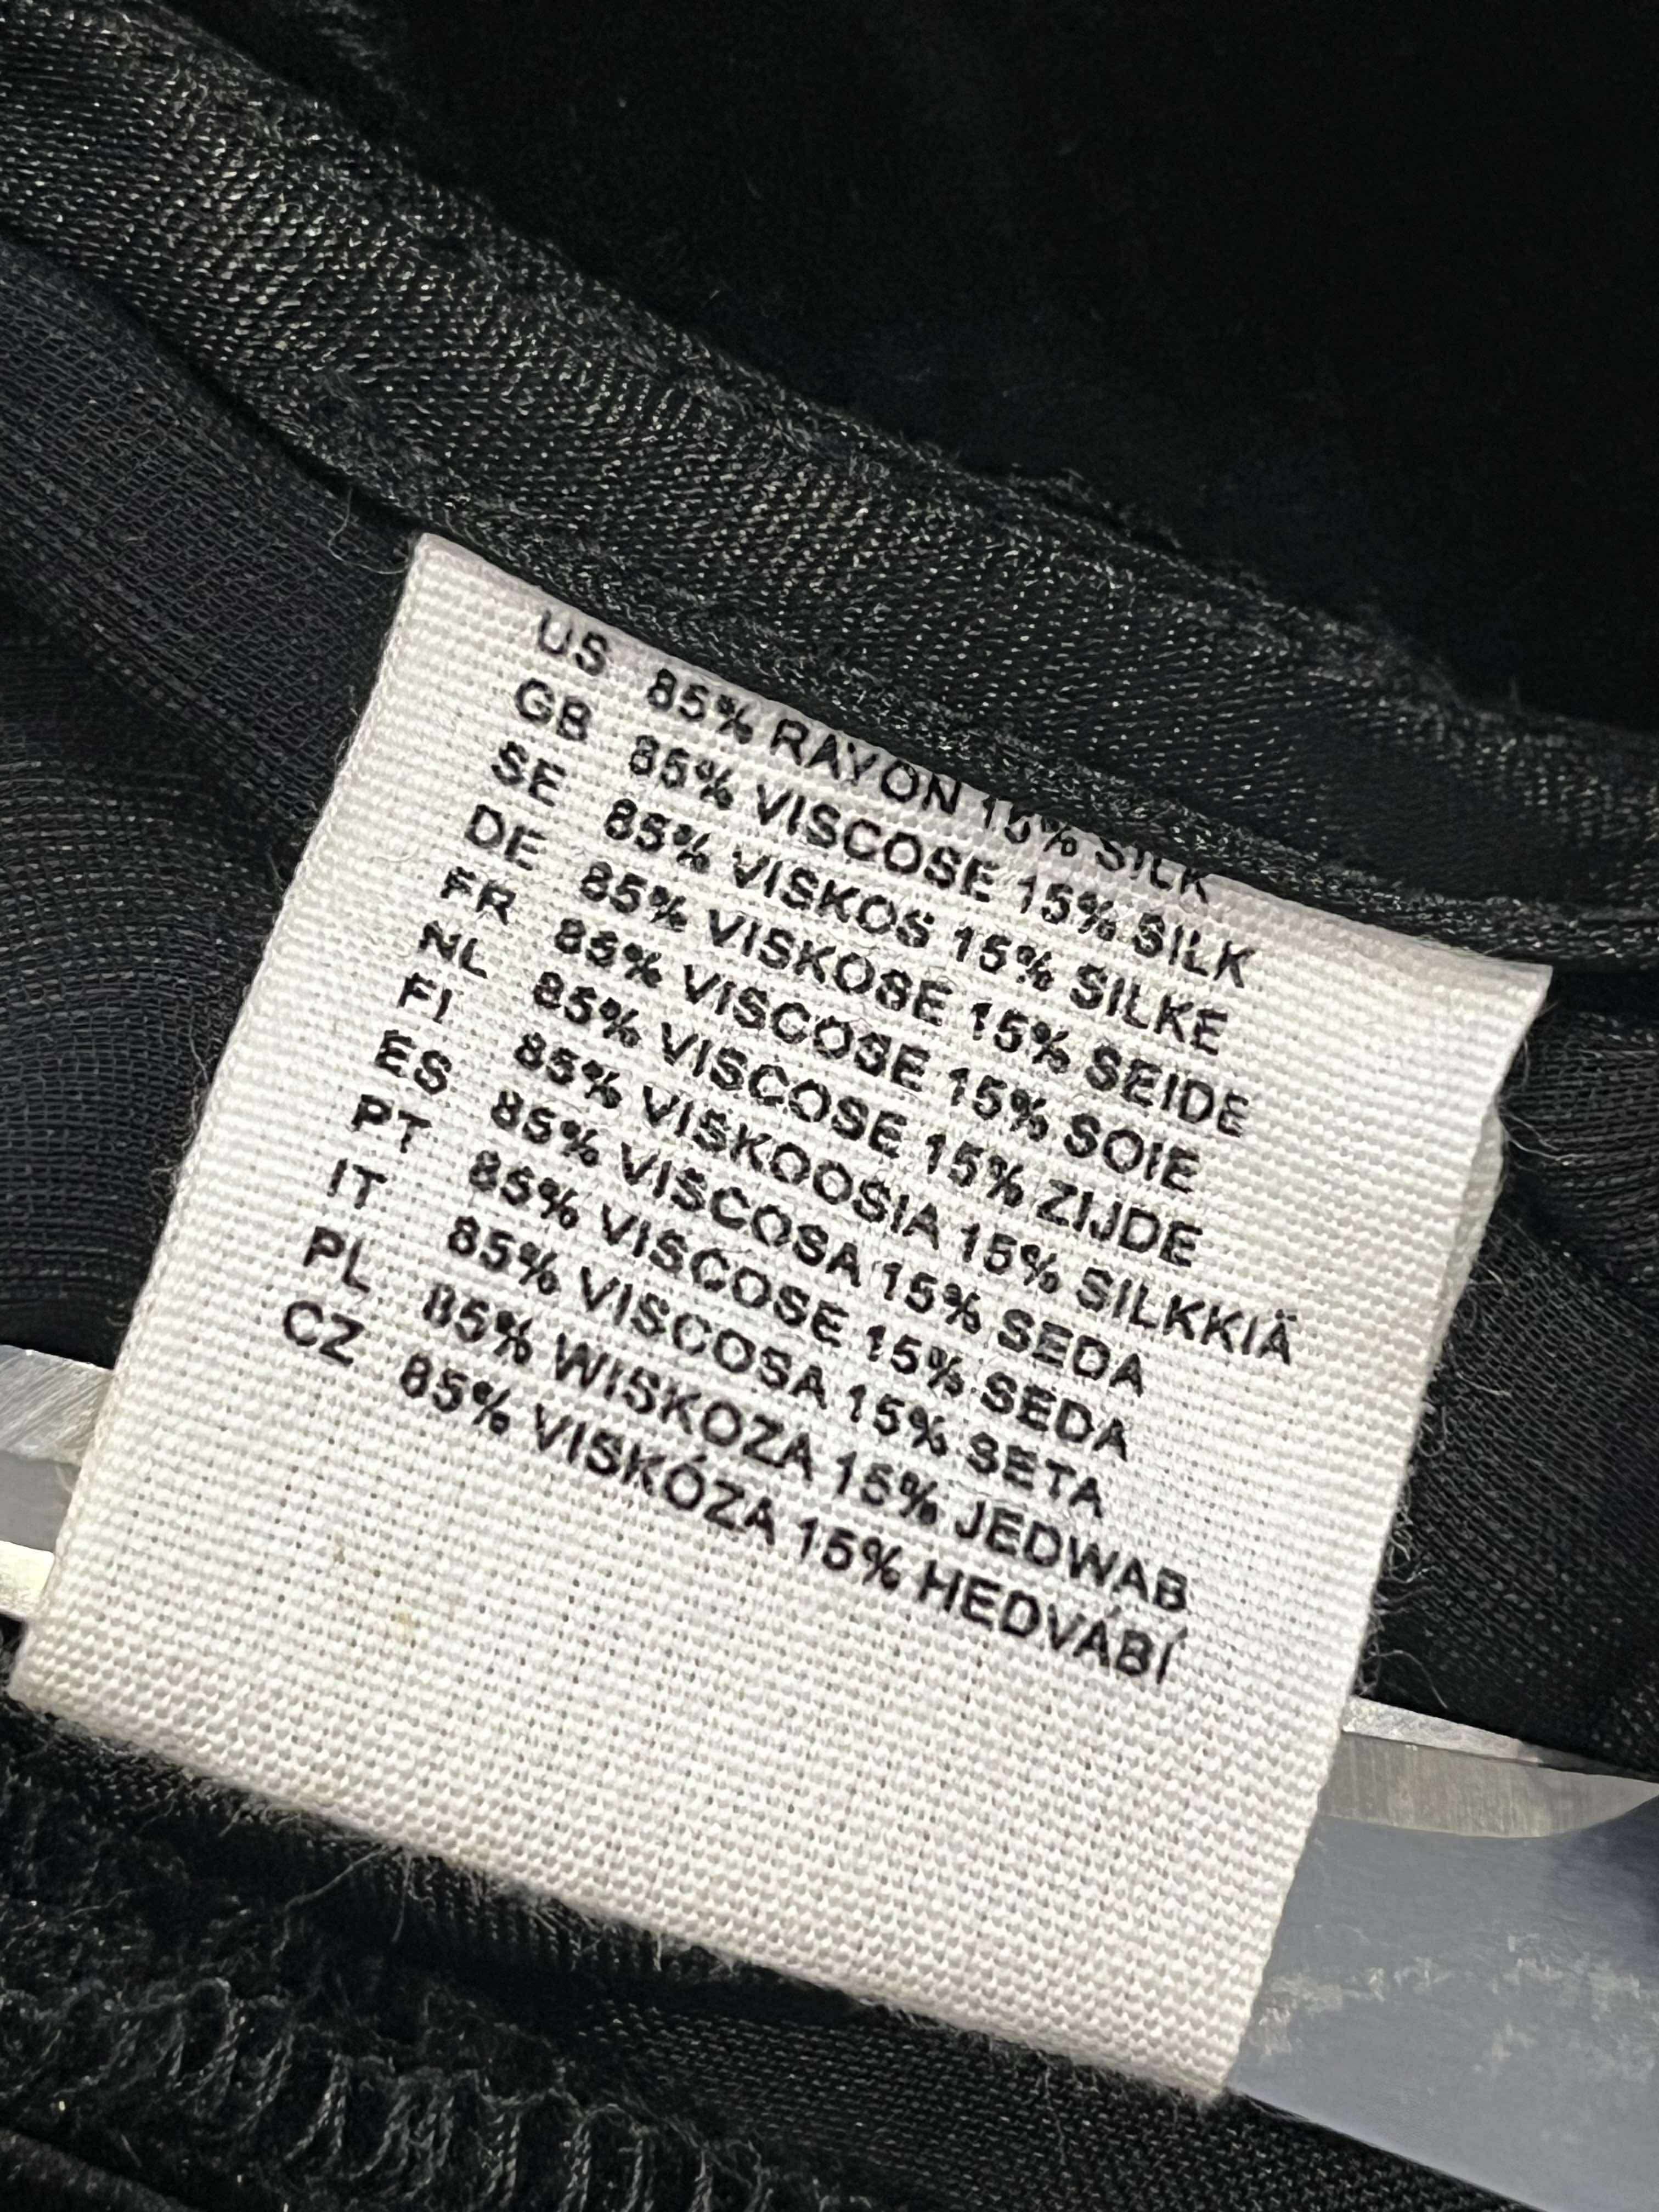 US 85% RAYON 15% SILK
GB 85% VISCOSE 15% SILK
SE 85% VISKOS 15% SILKE
DE 85% VISKOSE 15% SEIDE
FR 85% VISCOSE 15% SOIE
NL 85% VISCOSE 15% ZIJDE
FI 85% VISKOOSIA 15% SILKKIÄ
ES 85% VISCOSA 15% SEDA
PT 85% VISCOSE 15% SEDA
IT 85% VISCOSA 15% SETA
PL 85% WISKOZA 15% JEDWAB
CZ 85% VISKÓZA 15% HEDVÁBÍ